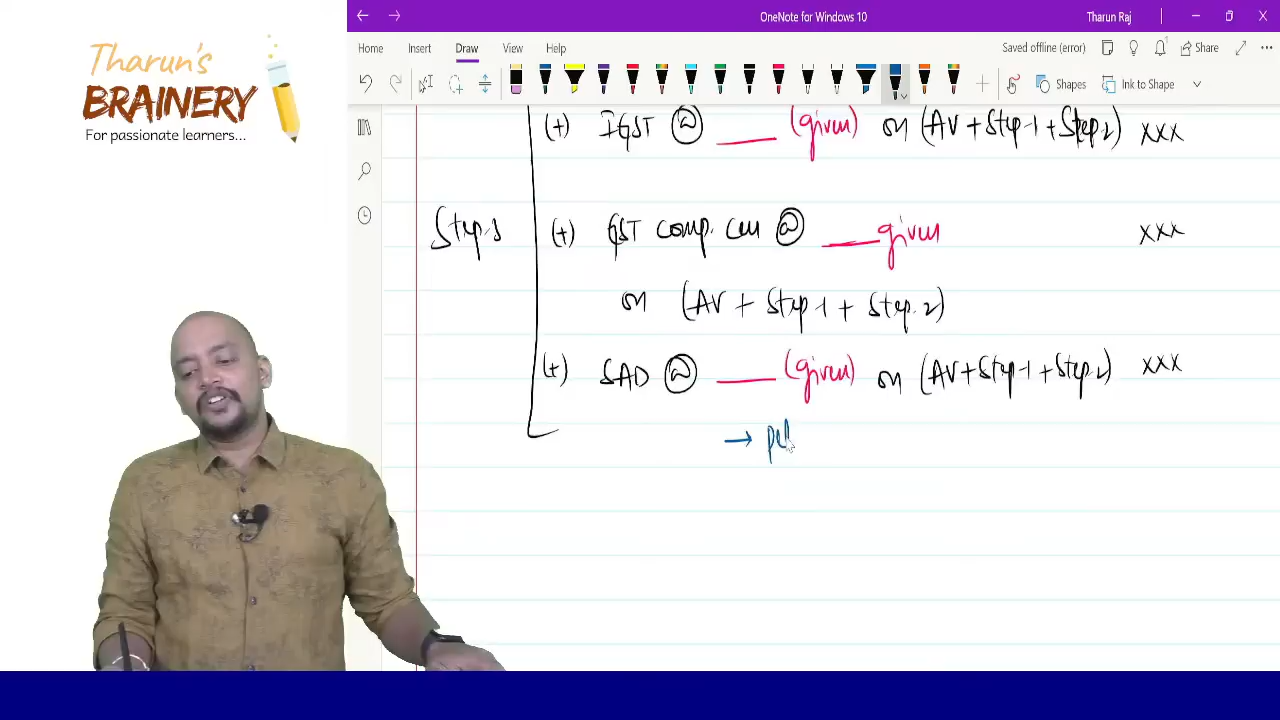 Tharun's
BRAINERY
For passionate learners...
OneNote for Windows 10
Tharun Raj
Home Insert Draw View Help
Saved offline (error)
Share
Shapes
Ink to Shape
(+) IGST @ ___ (given) on (AV + Step-1 + Step-2) XXX
Step-3 (+) GST comp. Cess @ ___ given XXX
on (AV + Step-1 + Step-2)
(+) SAD @ ___ (given) on (AV + Step-1 + Step-2) XXX
→